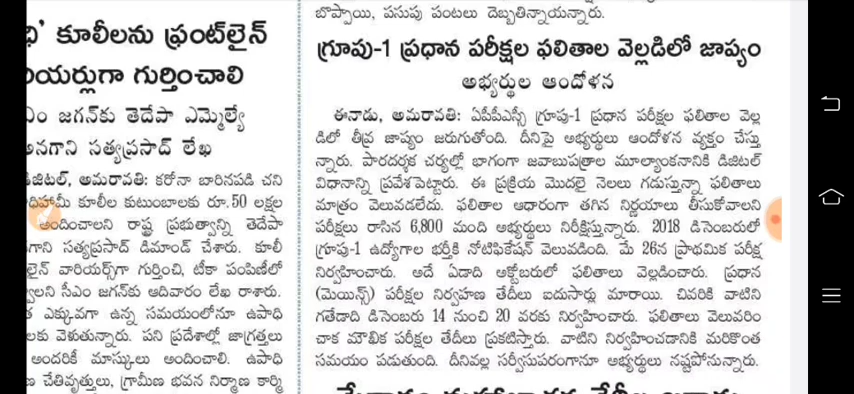 కూలీలను ఫ్రంట్‌లైన్
రియర్లుగా గుర్తించాలి
ఎం జగన్‌కు తెదేపా ఎమ్మెల్యే
అనగాని సత్యప్రసాద్ లేఖ
డిజిటల్, అమరావతి: కరోనా బారినపడి చని
కూలీల కుటుంబాలకు రూ.50 లక్షల
అందించాలని రాష్ట్ర ప్రభుత్వాన్ని తెదేపా
గాని సత్యప్రసాద్ డిమాండ్ చేశారు. కూలీ
లైన్ వారియర్స్‌గా గుర్తించి, టీకా పంపిణీలో
సీఎం జగన్‌కు ఆదివారం లేఖ రాశారు.
ఎక్కువగా ఉన్న సమయంలోనూ ఉపాధి
లకు వెళుతున్నారు. పని ప్రదేశాల్లో జాగ్రత్తలు
అందరికీ మాస్కులు అందించాలి. ఉపాధి
చేతివృత్తులు, గ్రామీణ భవన నిర్మాణ కార్మి
బొప్పాయి, పసుపు పంటలు దెబ్బతిన్నాయన్నారు.
గ్రూపు-1 ప్రధాన పరీక్షల ఫలితాల వెల్లడిలో జాప్యం
అభ్యర్థుల ఆందోళన
ఈనాడు, అమరావతి: ఏపీపీఎస్సీ గ్రూపు-1 ప్రధాన పరీక్షల ఫలితాల వెల్ల
డిలో తీవ్ర జాప్యం జరుగుతోంది. దీనిపై అభ్యర్థులు ఆందోళన వ్యక్తం చేస్తు
న్నారు. పారదర్శక చర్యల్లో భాగంగా జవాబుపత్రాల మూల్యాంకనానికి డిజిటల్
విధానాన్ని ప్రవేశపెట్టారు. ఈ ప్రక్రియ మొదలై నెలలు గడుస్తున్నా ఫలితాలు
మాత్రం వెలువడలేదు. ఫలితాల ఆధారంగా తగిన నిర్ణయాలు తీసుకోవాలని
పరీక్షలు రాసిన 6,800 మంది అభ్యర్థులు నిరీక్షిస్తున్నారు. 2018 డిసెంబరులో
గ్రూపు-1 ఉద్యోగాల భర్తీకి నోటిఫికేషన్ వెలువడింది. మే 26న ప్రాథమిక పరీక్ష
నిర్వహించారు. అదే ఏడాది అక్టోబరులో ఫలితాలు వెల్లడించారు. ప్రధాన
(మెయిన్స్) పరీక్షల నిర్వహణ తేదీలు ఐదుసార్లు మారాయి. చివరికి వాటిని
గతేడాది డిసెంబరు 14 నుంచి 20 వరకు నిర్వహించారు. ఫలితాలు వెలువరిం
చాక మౌఖిక పరీక్షల తేదీలు ప్రకటిస్తారు. వాటిని నిర్వహించడానికి మరికొంత
సమయం పడుతుంది. దీనివల్ల సర్వీసుపరంగానూ అభ్యర్థులు నష్టపోనున్నారు.